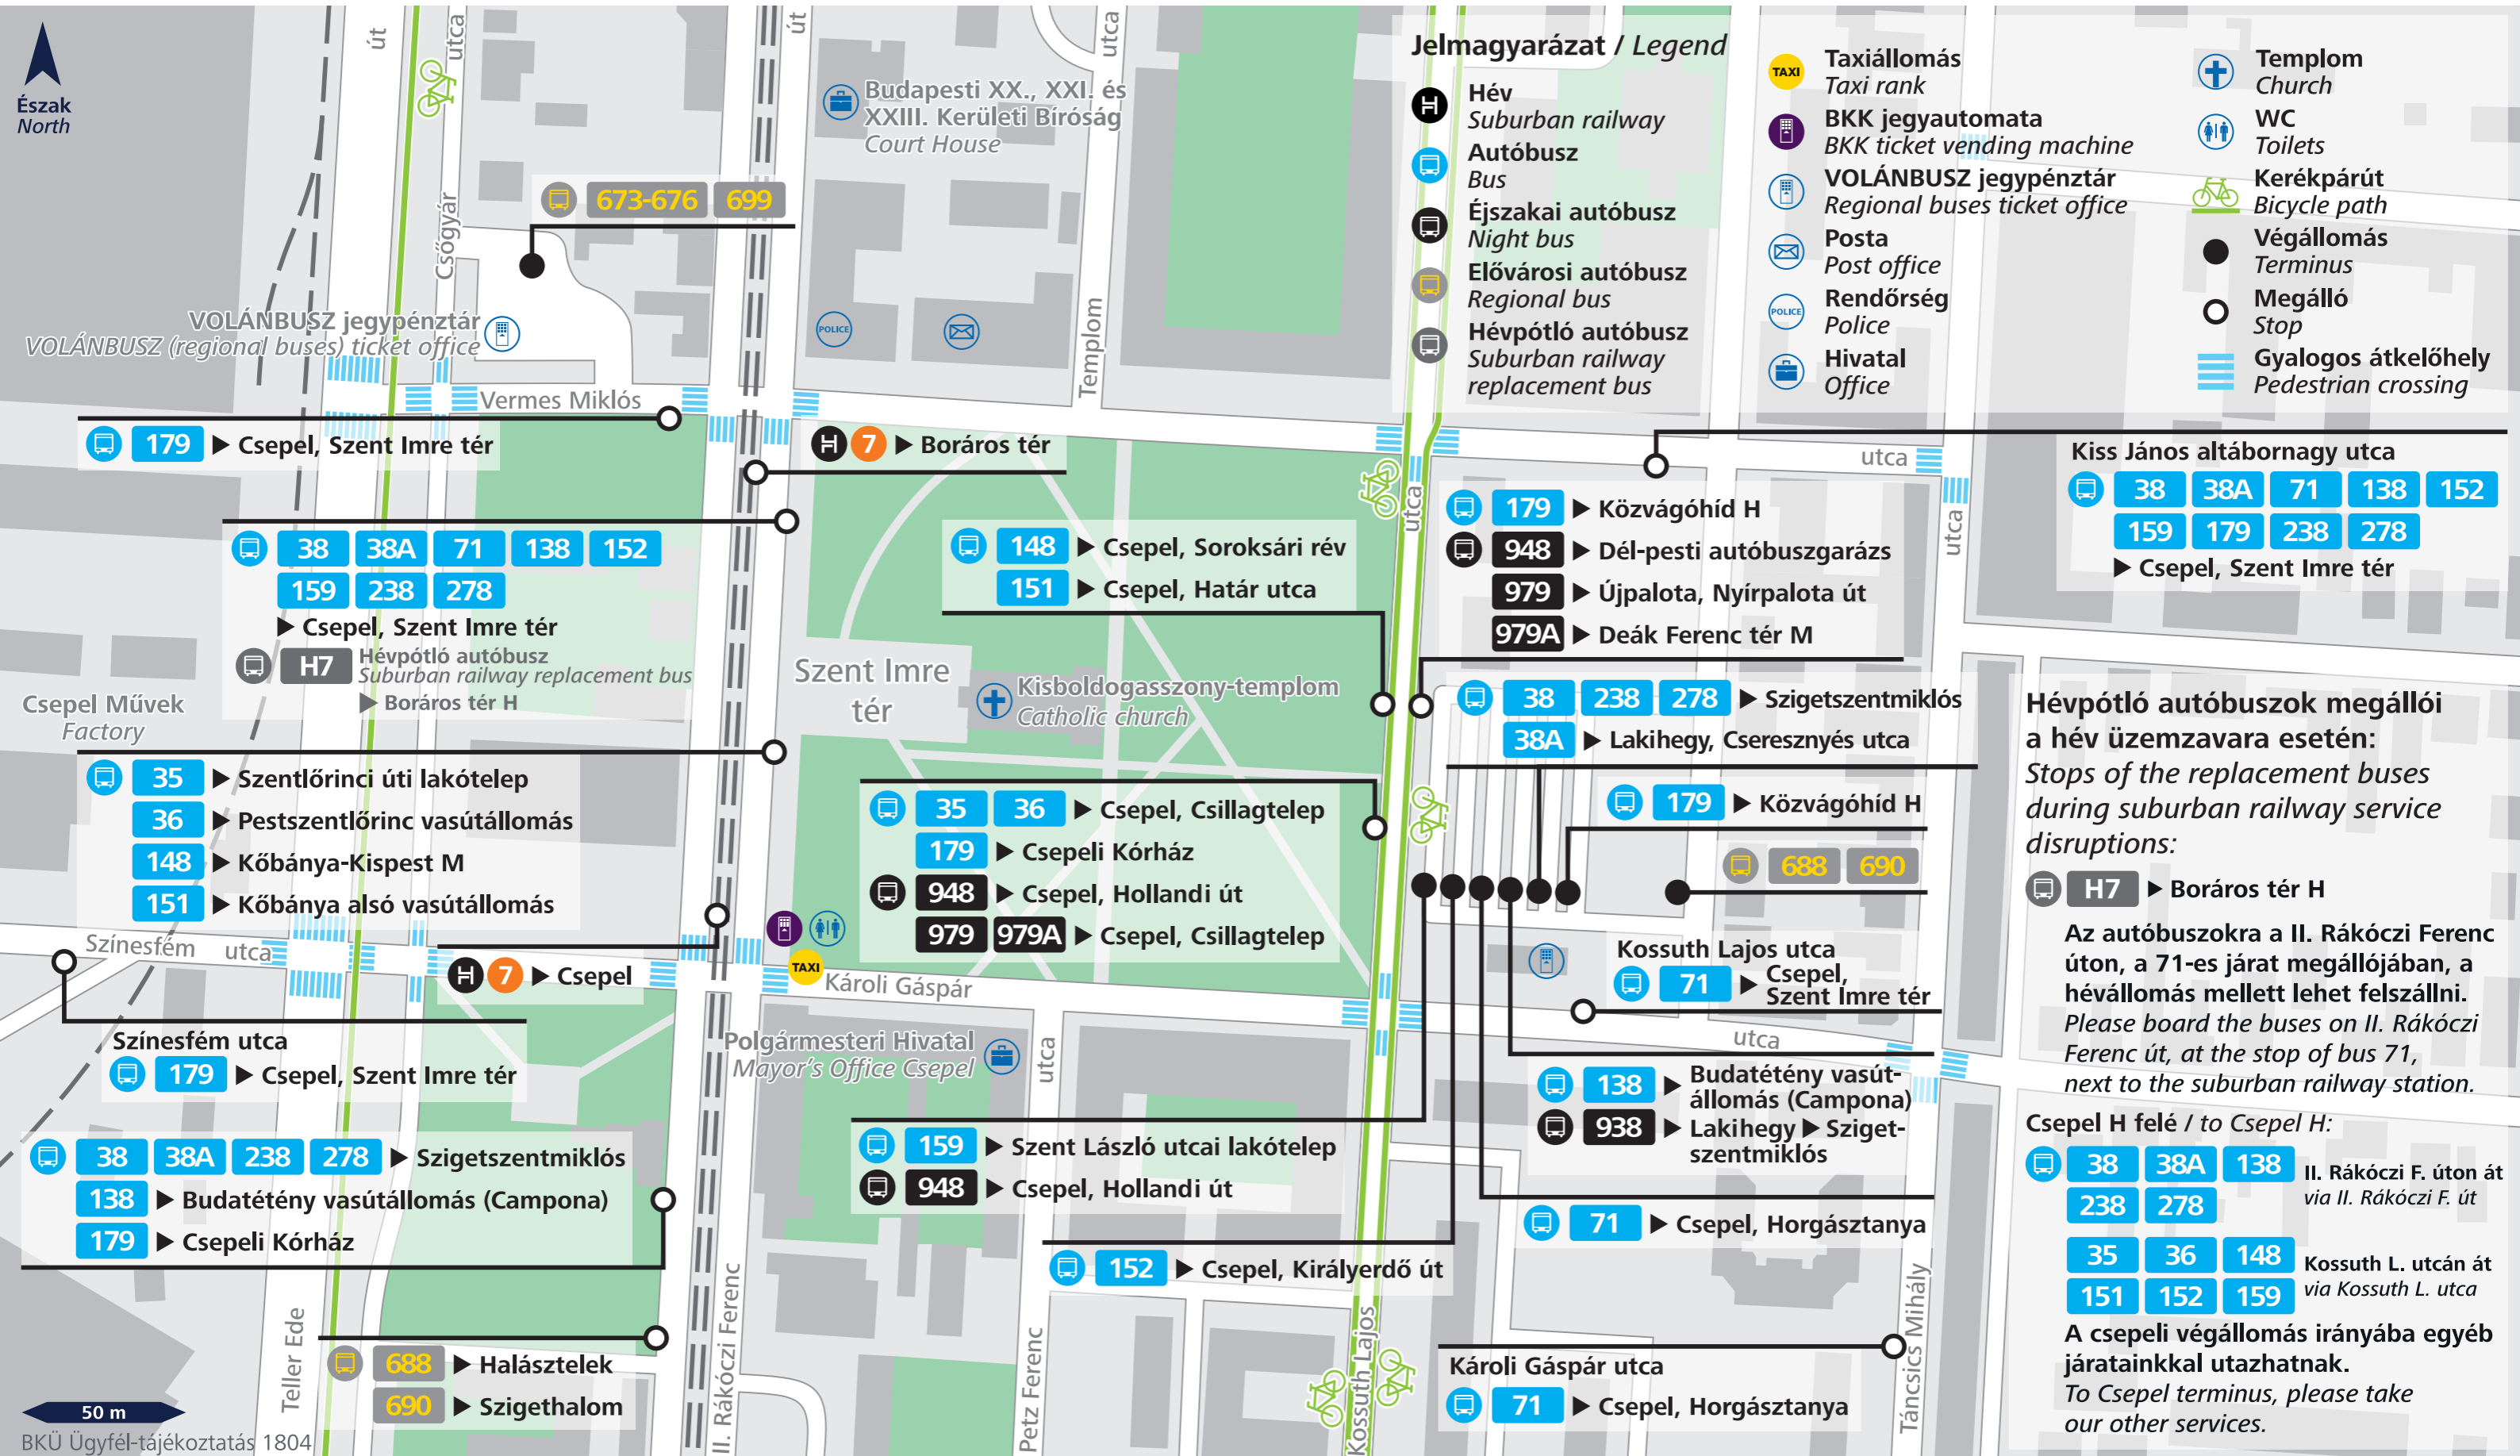 Észak
North
út
utca
út
utca
Csőgyár
Budapesti XX., XXI. és
XXIII. Kerületi Bíróság
Court House
673-676 699
VOLÁNBUSZ jegypénztár
VOLÁNBUSZ (regional buses) ticket office
POLICE
Templom
Vermes Miklós
Jelmagyarázat / Legend
Hév
Suburban railway
Autóbusz
Bus
Éjszakai autóbusz
Night bus
Elővárosi autóbusz
Regional bus
Hévpótló autóbusz
Suburban railway
replacement bus
TAXI
Taxiállomás
Taxi rank
BKK jegyautomata
BKK ticket vending machine
VOLÁNBUSZ jegypénztár
Regional buses ticket office
Posta
Post office
POLICE
Rendőrség
Police
Hivatal
Office
Templom
Church
WC
Toilets
Kerékpárút
Bicycle path
Végállomás
Terminus
Megálló
Stop
Gyalogos átkelőhely
Pedestrian crossing
179 ▶ Csepel, Szent Imre tér
H 7 ▶ Boráros tér
utca
utca
utca
Kiss János altábornagy utca
38 38A 71 138 152
159 179 238 278
▶ Csepel, Szent Imre tér
38 38A 71 138 152
159 238 278
▶ Csepel, Szent Imre tér
H7 Hévpótló autóbusz
Suburban railway replacement bus
▶ Boráros tér H
148 ▶ Csepel, Soroksári rév
151 ▶ Csepel, Határ utca
179 ▶ Közvágóhíd H
948 ▶ Dél-pesti autóbuszgarázs
979 ▶ Újpalota, Nyírpalota út
979A ▶ Deák Ferenc tér M
Szent Imre
tér
Kisboldogasszony-templom
Catholic church
Csepel Művek
Factory
38 238 278 ▶ Szigetszentmiklós
38A ▶ Lakihegy, Cseresznyés utca
35 ▶ Szentlőrinci úti lakótelep
36 ▶ Pestszentlőrinc vasútállomás
148 ▶ Kőbánya-Kispest M
151 ▶ Kőbánya alsó vasútállomás
35 36 ▶ Csepel, Csillagtelep
179 ▶ Csepeli Kórház
948 ▶ Csepel, Hollandi út
979 979A ▶ Csepel, Csillagtelep
179 ▶ Közvágóhíd H
688 690
Hévpótló autóbuszok megállói
a hév üzemzavara esetén:
Stops of the replacement buses
during suburban railway service
disruptions:
H7 ▶ Boráros tér H
Az autóbuszokra a II. Rákóczi Ferenc
úton, a 71-es járat megállójában, a
hévállomás mellett lehet felszállni.
Please board the buses on II. Rákóczi
Ferenc út, at the stop of bus 71,
next to the suburban railway station.
Csepel H felé / to Csepel H:
38 38A 138
238 278
II. Rákóczi F. úton át
via II. Rákóczi F. út
35 36 148
151 152 159
Kossuth L. utcán át
via Kossuth L. utca
A csepeli végállomás irányába egyéb
járatainkkal utazhatnak.
To Csepel terminus, please take
our other services.
Színesfém utca
H 7 ▶ Csepel
TAXI
Károli Gáspár
Kossuth Lajos utca
71 ▶ Csepel,
Szent Imre tér
utca
Színesfém utca
179 ▶ Csepel, Szent Imre tér
Polgármesteri Hivatal
Mayor's Office Csepel
utca
138 ▶ Budatétény vasút-
állomás (Campona)
938 ▶ Lakihegy ▶ Sziget-
szentmiklós
38 38A 238 278 ▶ Szigetszentmiklós
138 ▶ Budatétény vasútállomás (Campona)
179 ▶ Csepeli Kórház
159 ▶ Szent László utcai lakótelep
948 ▶ Csepel, Hollandi út
71 ▶ Csepel, Horgásztanya
152 ▶ Csepel, Királyerdő út
Teller Ede
688 ▶ Halásztelek
690 ▶ Szigethalom
II. Rákóczi Ferenc
Petz Ferenc
Kossuth Lajos
Károli Gáspár utca
71 ▶ Csepel, Horgásztanya
Táncsics Mihály
50 m
BKÜ Ügyfél-tájékoztatás 1804